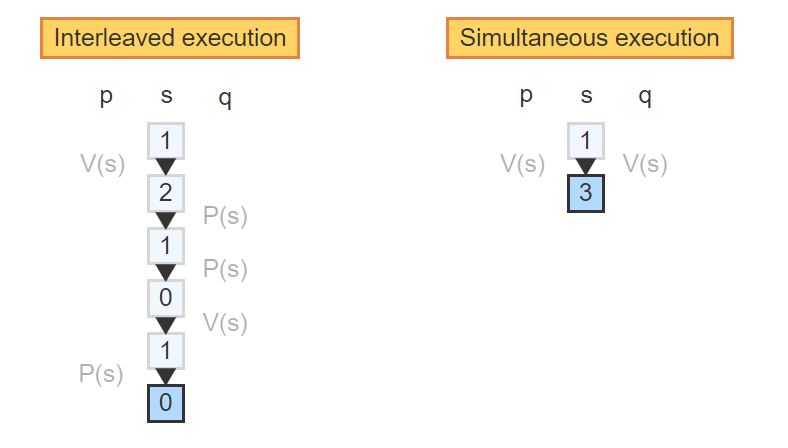 Interleaved execution
p s q
1
V(s)
2
P(s)
1
P(s)
0
V(s)
1
P(s)
0
Simultaneous execution
p s q
1
V(s) V(s)
3